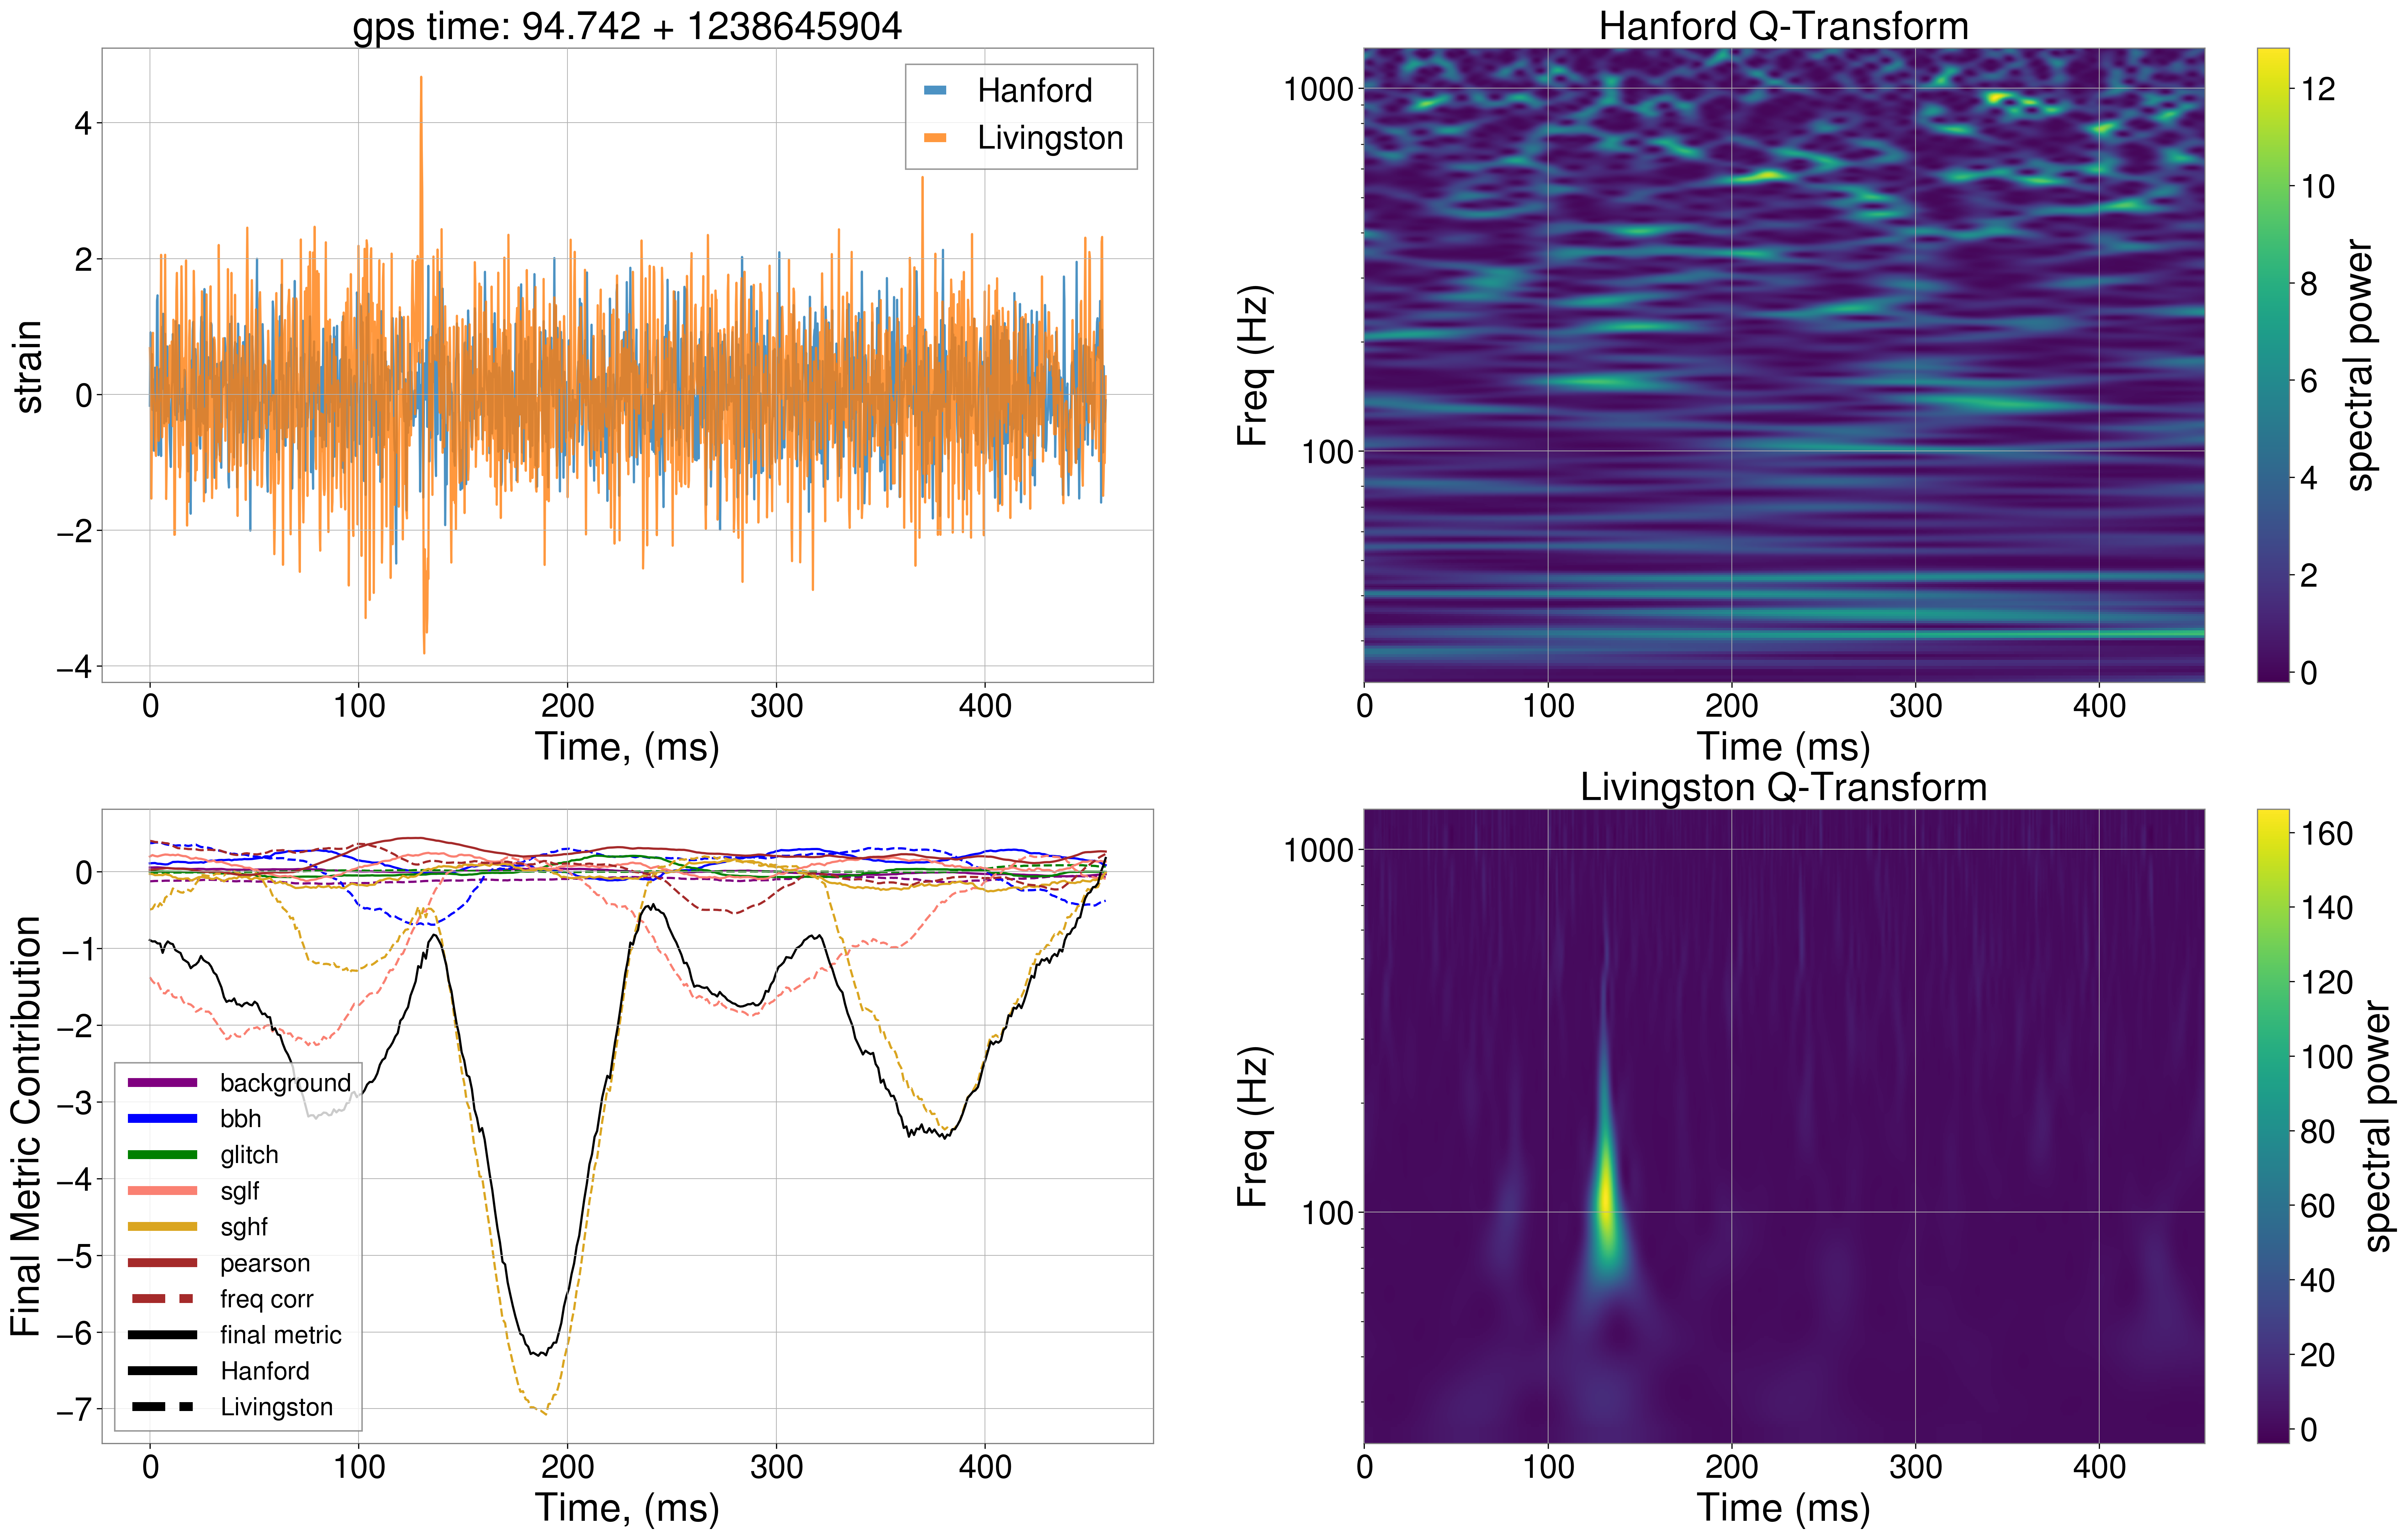 gps time: 94.742 + 1238645904
4
2
0
−2
−4
strain
Hanford
Livingston
0
100
200
300
400
Time, (ms)
Hanford Q-Transform
1000
100
Freq (Hz)
0
100
200
300
400
Time (ms)
12
10
8
6
4
2
0
spectral power
0
−1
−2
−3
−4
−5
−6
−7
Final Metric Contribution
background
bbh
glitch
sglf
sghf
pearson
freq corr
final metric
Hanford
Livingston
0
100
200
300
400
Time, (ms)
Livingston Q-Transform
1000
100
Freq (Hz)
0
100
200
300
400
Time (ms)
160
140
120
100
80
60
40
20
0
spectral power